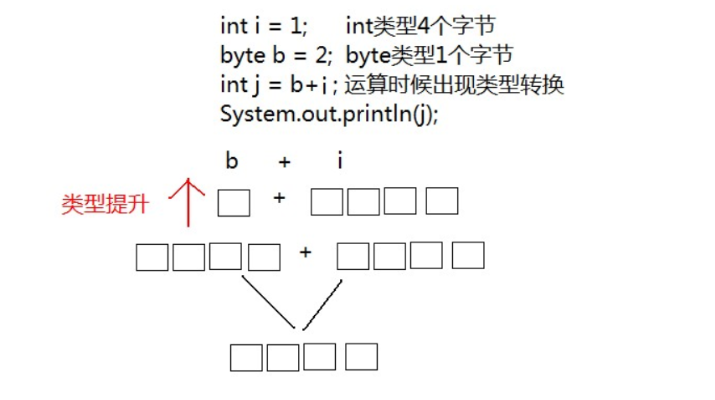 int i = 1; int类型4个字节
byte b = 2; byte类型1个字节
int j = b+i; 运算时候出现类型转换
System.out.println(j);
b + i
类型提升 +
+